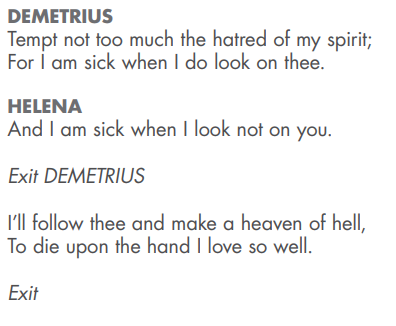 DEMETRIUS
Tempt not too much the hatred of my spirit;
For I am sick when I do look on thee.
HELENA
And I am sick when I look not on you.
Exit DEMETRIUS
I’ll follow thee and make a heaven of hell,
To die upon the hand I love so well.
Exit